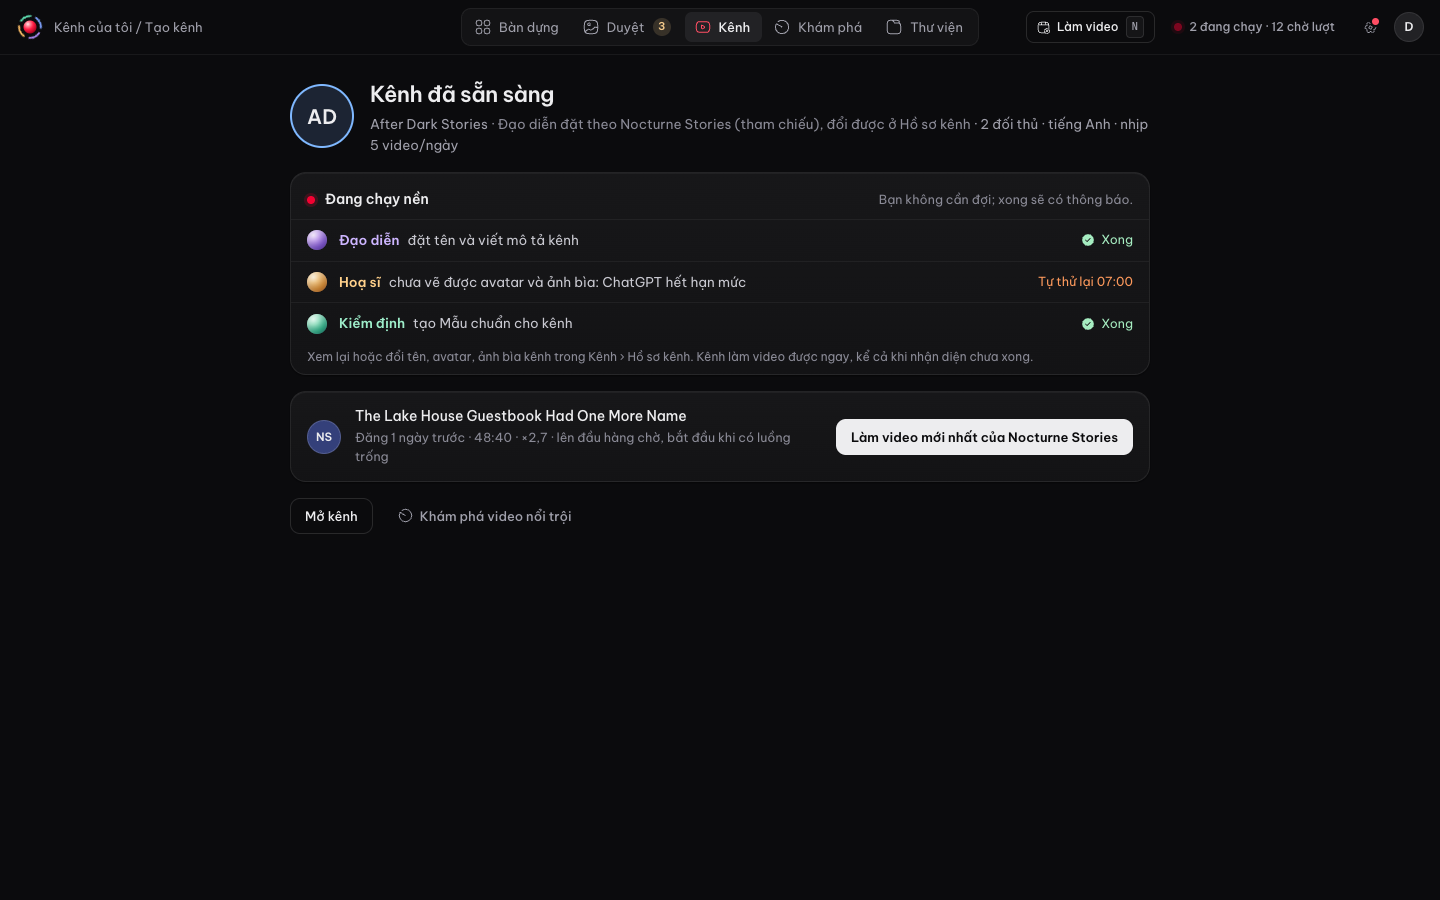 Kênh của tôi / Tạo kênh
Bàn dựng
Duyệt 3
Kênh
Khám phá
Thư viện
Làm video N
2 đang chạy · 12 chờ lượt
D
AD
Kênh đã sẵn sàng
After Dark Stories · Đạo diễn đặt theo Nocturne Stories (tham chiếu), đổi được ở Hồ sơ kênh · 2 đối thủ · tiếng Anh · nhịp
5 video/ngày
Đang chạy nền
Bạn không cần đợi; xong sẽ có thông báo.
Đạo diễn đặt tên và viết mô tả kênh
Xong
Hoạ sĩ chưa vẽ được avatar và ảnh bìa: ChatGPT hết hạn mức
Tự thử lại 07:00
Kiểm định tạo Mẫu chuẩn cho kênh
Xong
Xem lại hoặc đổi tên, avatar, ảnh bìa kênh trong Kênh › Hồ sơ kênh. Kênh làm video được ngay, kể cả khi nhận diện chưa xong.
NS
The Lake House Guestbook Had One More Name
Đăng 1 ngày trước · 48:40 · ×2,7 · lên đầu hàng chờ, bắt đầu khi có luồng
trống
Làm video mới nhất của Nocturne Stories
Mở kênh
Khám phá video nổi trội